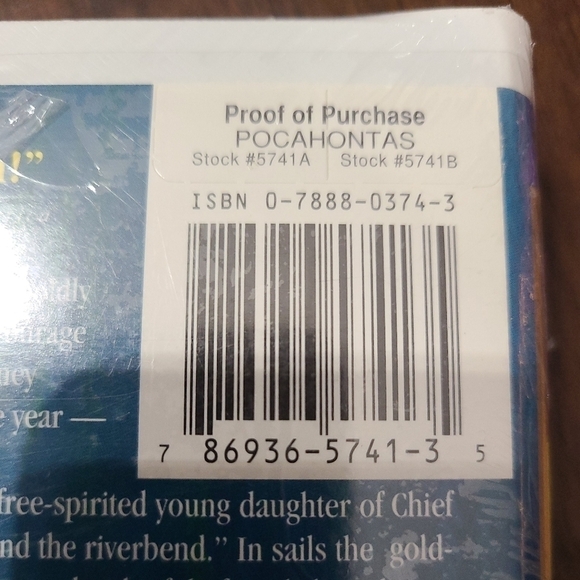 Proof of Purchase
POCAHONTAS
Stock #5741A Stock #5741B
ISBN 0-7888-0374-3
7 86936-5741-3 5
!”
e year —
free-spirited young daughter of Chief
nd the riverbend.” In sails the gold-